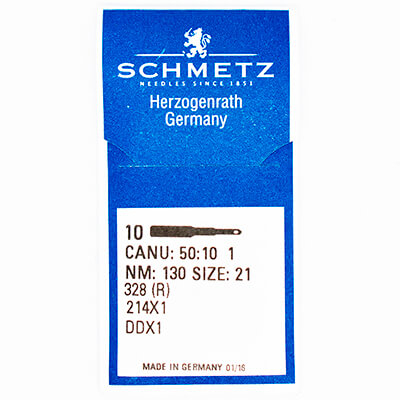 SCHMETZ
NEEDLES SINCE 1851
Herzogenrath
Germany
10
CANU: 50:10 1
NM: 130 SIZE: 21
328 (R)
214X1
DDX1
MADE IN GERMANY 01/16